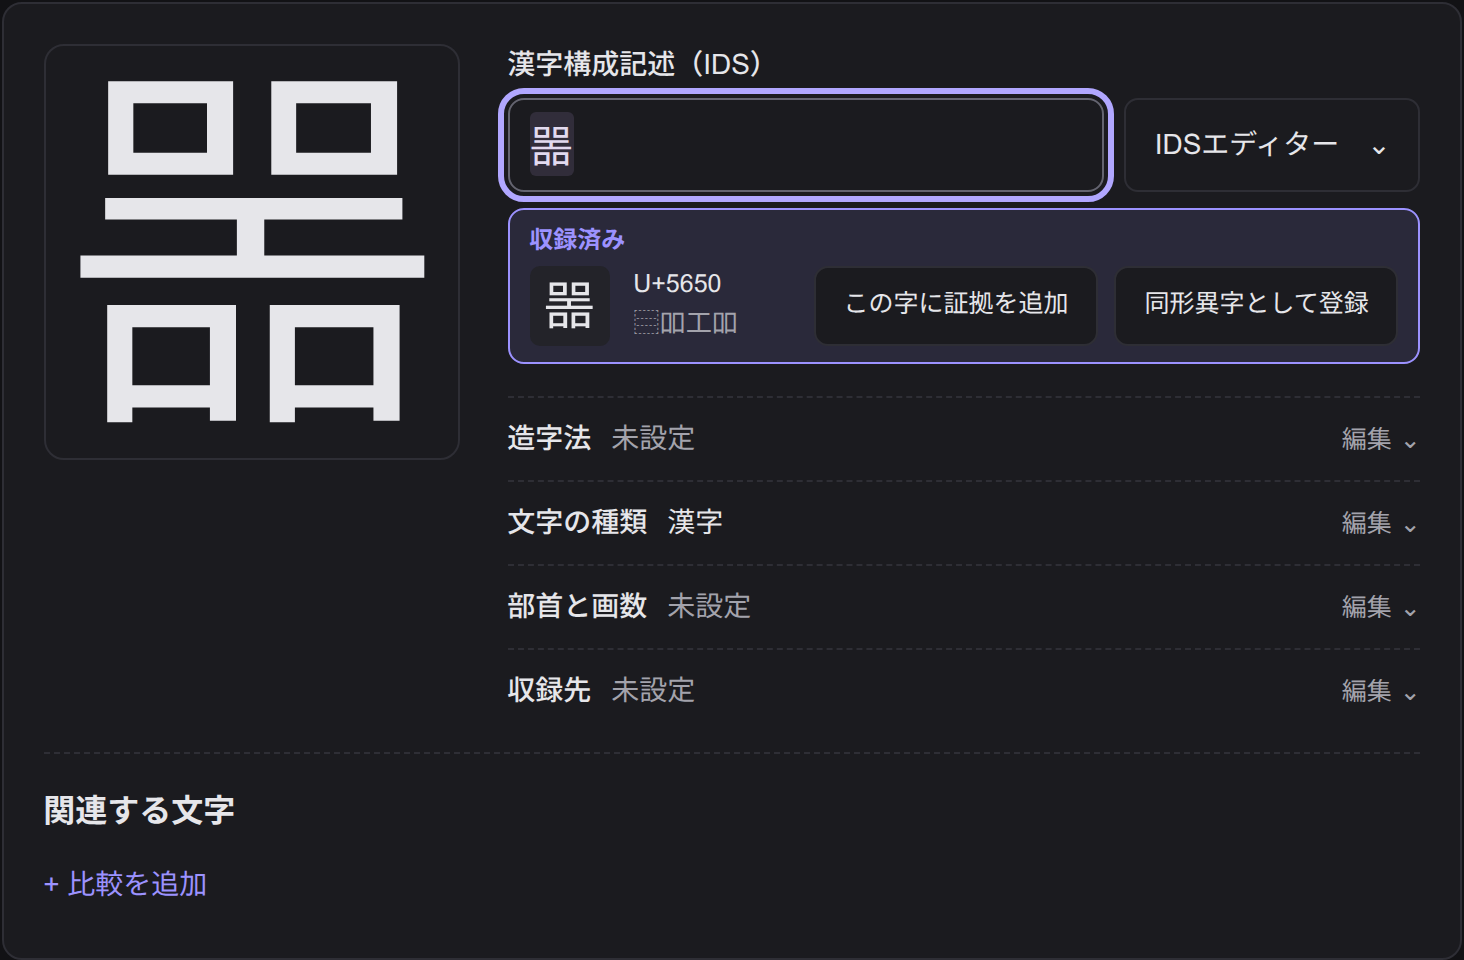 噐
漢字構成記述（IDS）
噐
IDSエディター
収録済み
噐
U+5650
⿳吅工吅
この字に証拠を追加
同形異字として登録
造字法 未設定 編集
文字の種類 漢字 編集
部首と画数 未設定 編集
収録先 未設定 編集
関連する文字
+ 比較を追加